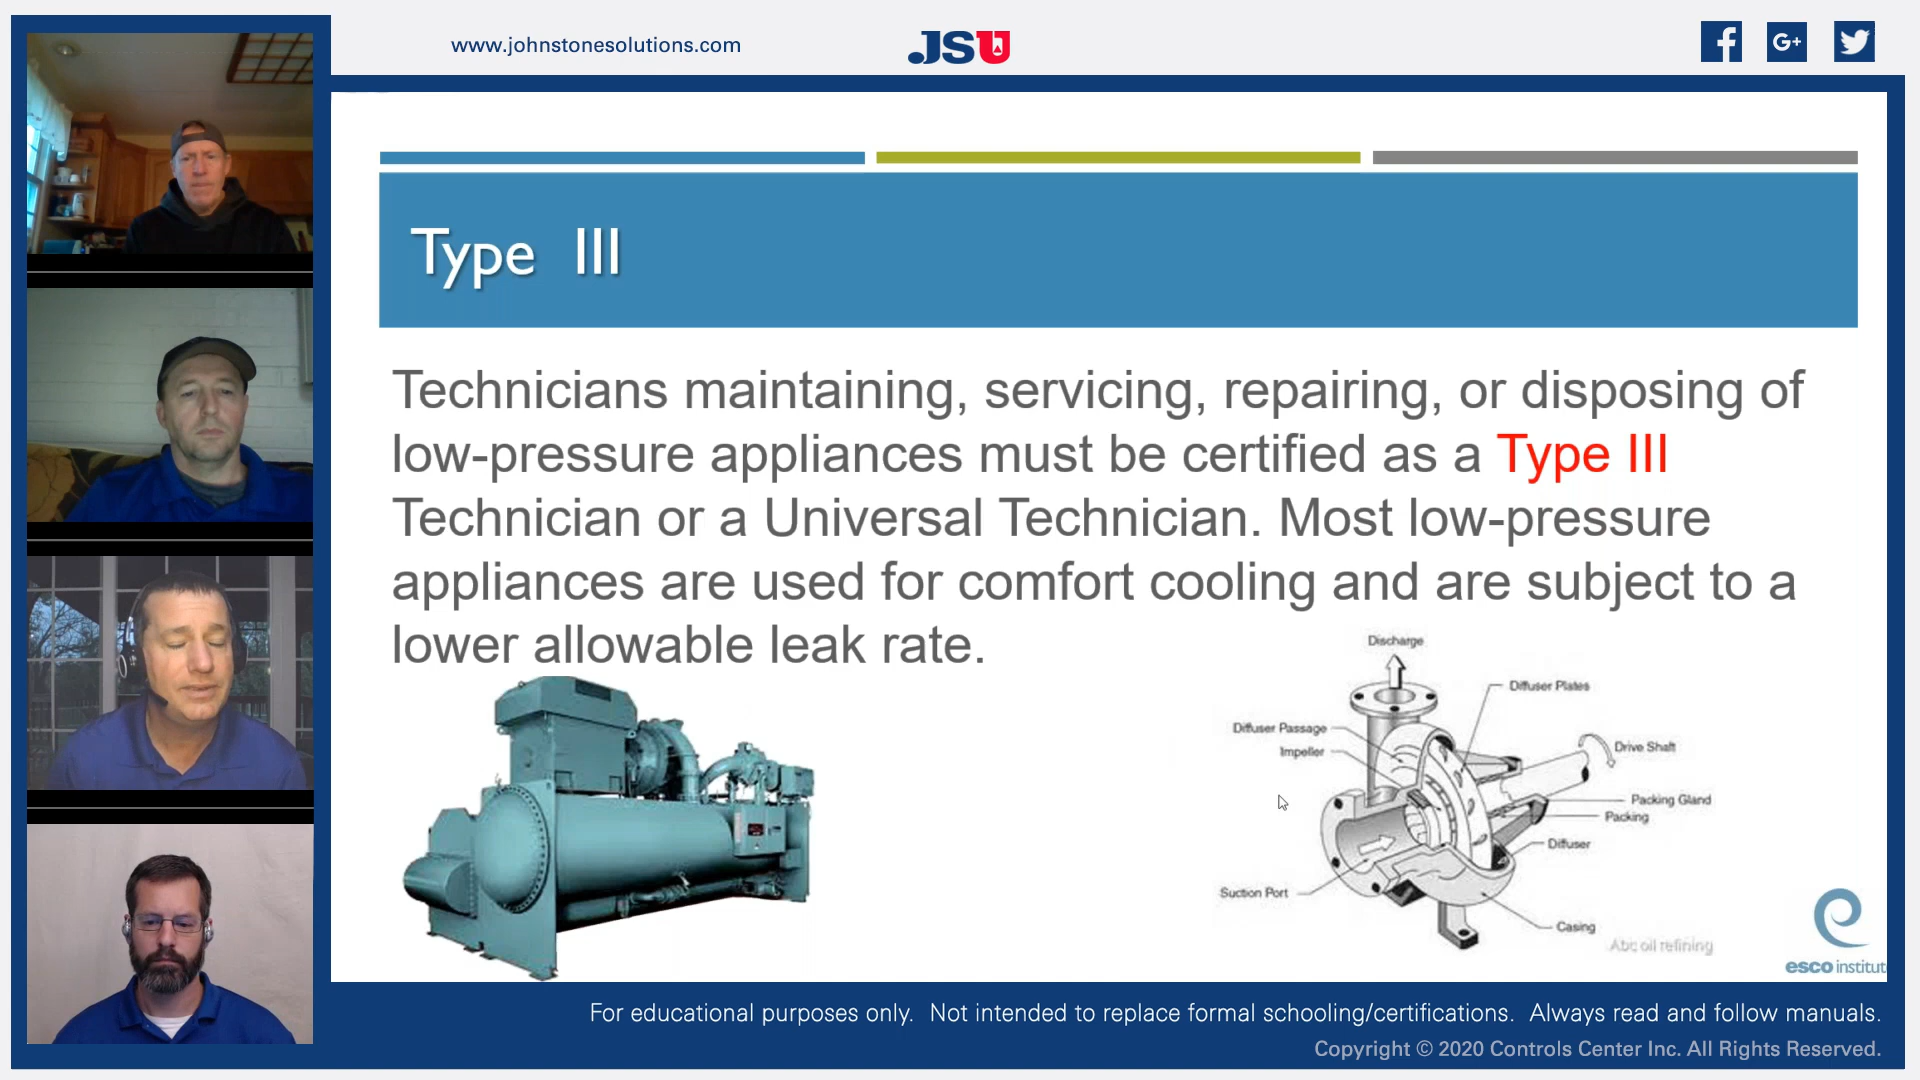 www.johnstonesolutions.com
JSU
G+
Type III
Technicians maintaining, servicing, repairing, or disposing of
low-pressure appliances must be certified as a Type III
Technician or a Universal Technician. Most low-pressure
appliances are used for comfort cooling and are subject to a
lower allowable leak rate.
Discharge
Diffuser Plates
Diffuser Passage
Impeller
Drive Shaft
Packing Gland
Packing
Diffuser
Suction Port
Casing
Abc oil refining
esco institut
For educational purposes only. Not intended to replace formal schooling/certifications. Always read and follow manuals.
Copyright © 2020 Controls Center Inc. All Rights Reserved.